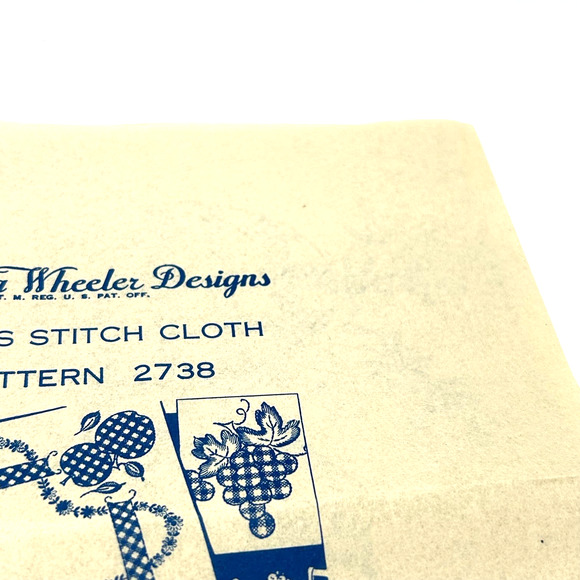 a Wheeler Designs
T. M. REG. U. S. PAT. OFF.
S STITCH CLOTH
TTERN 2738